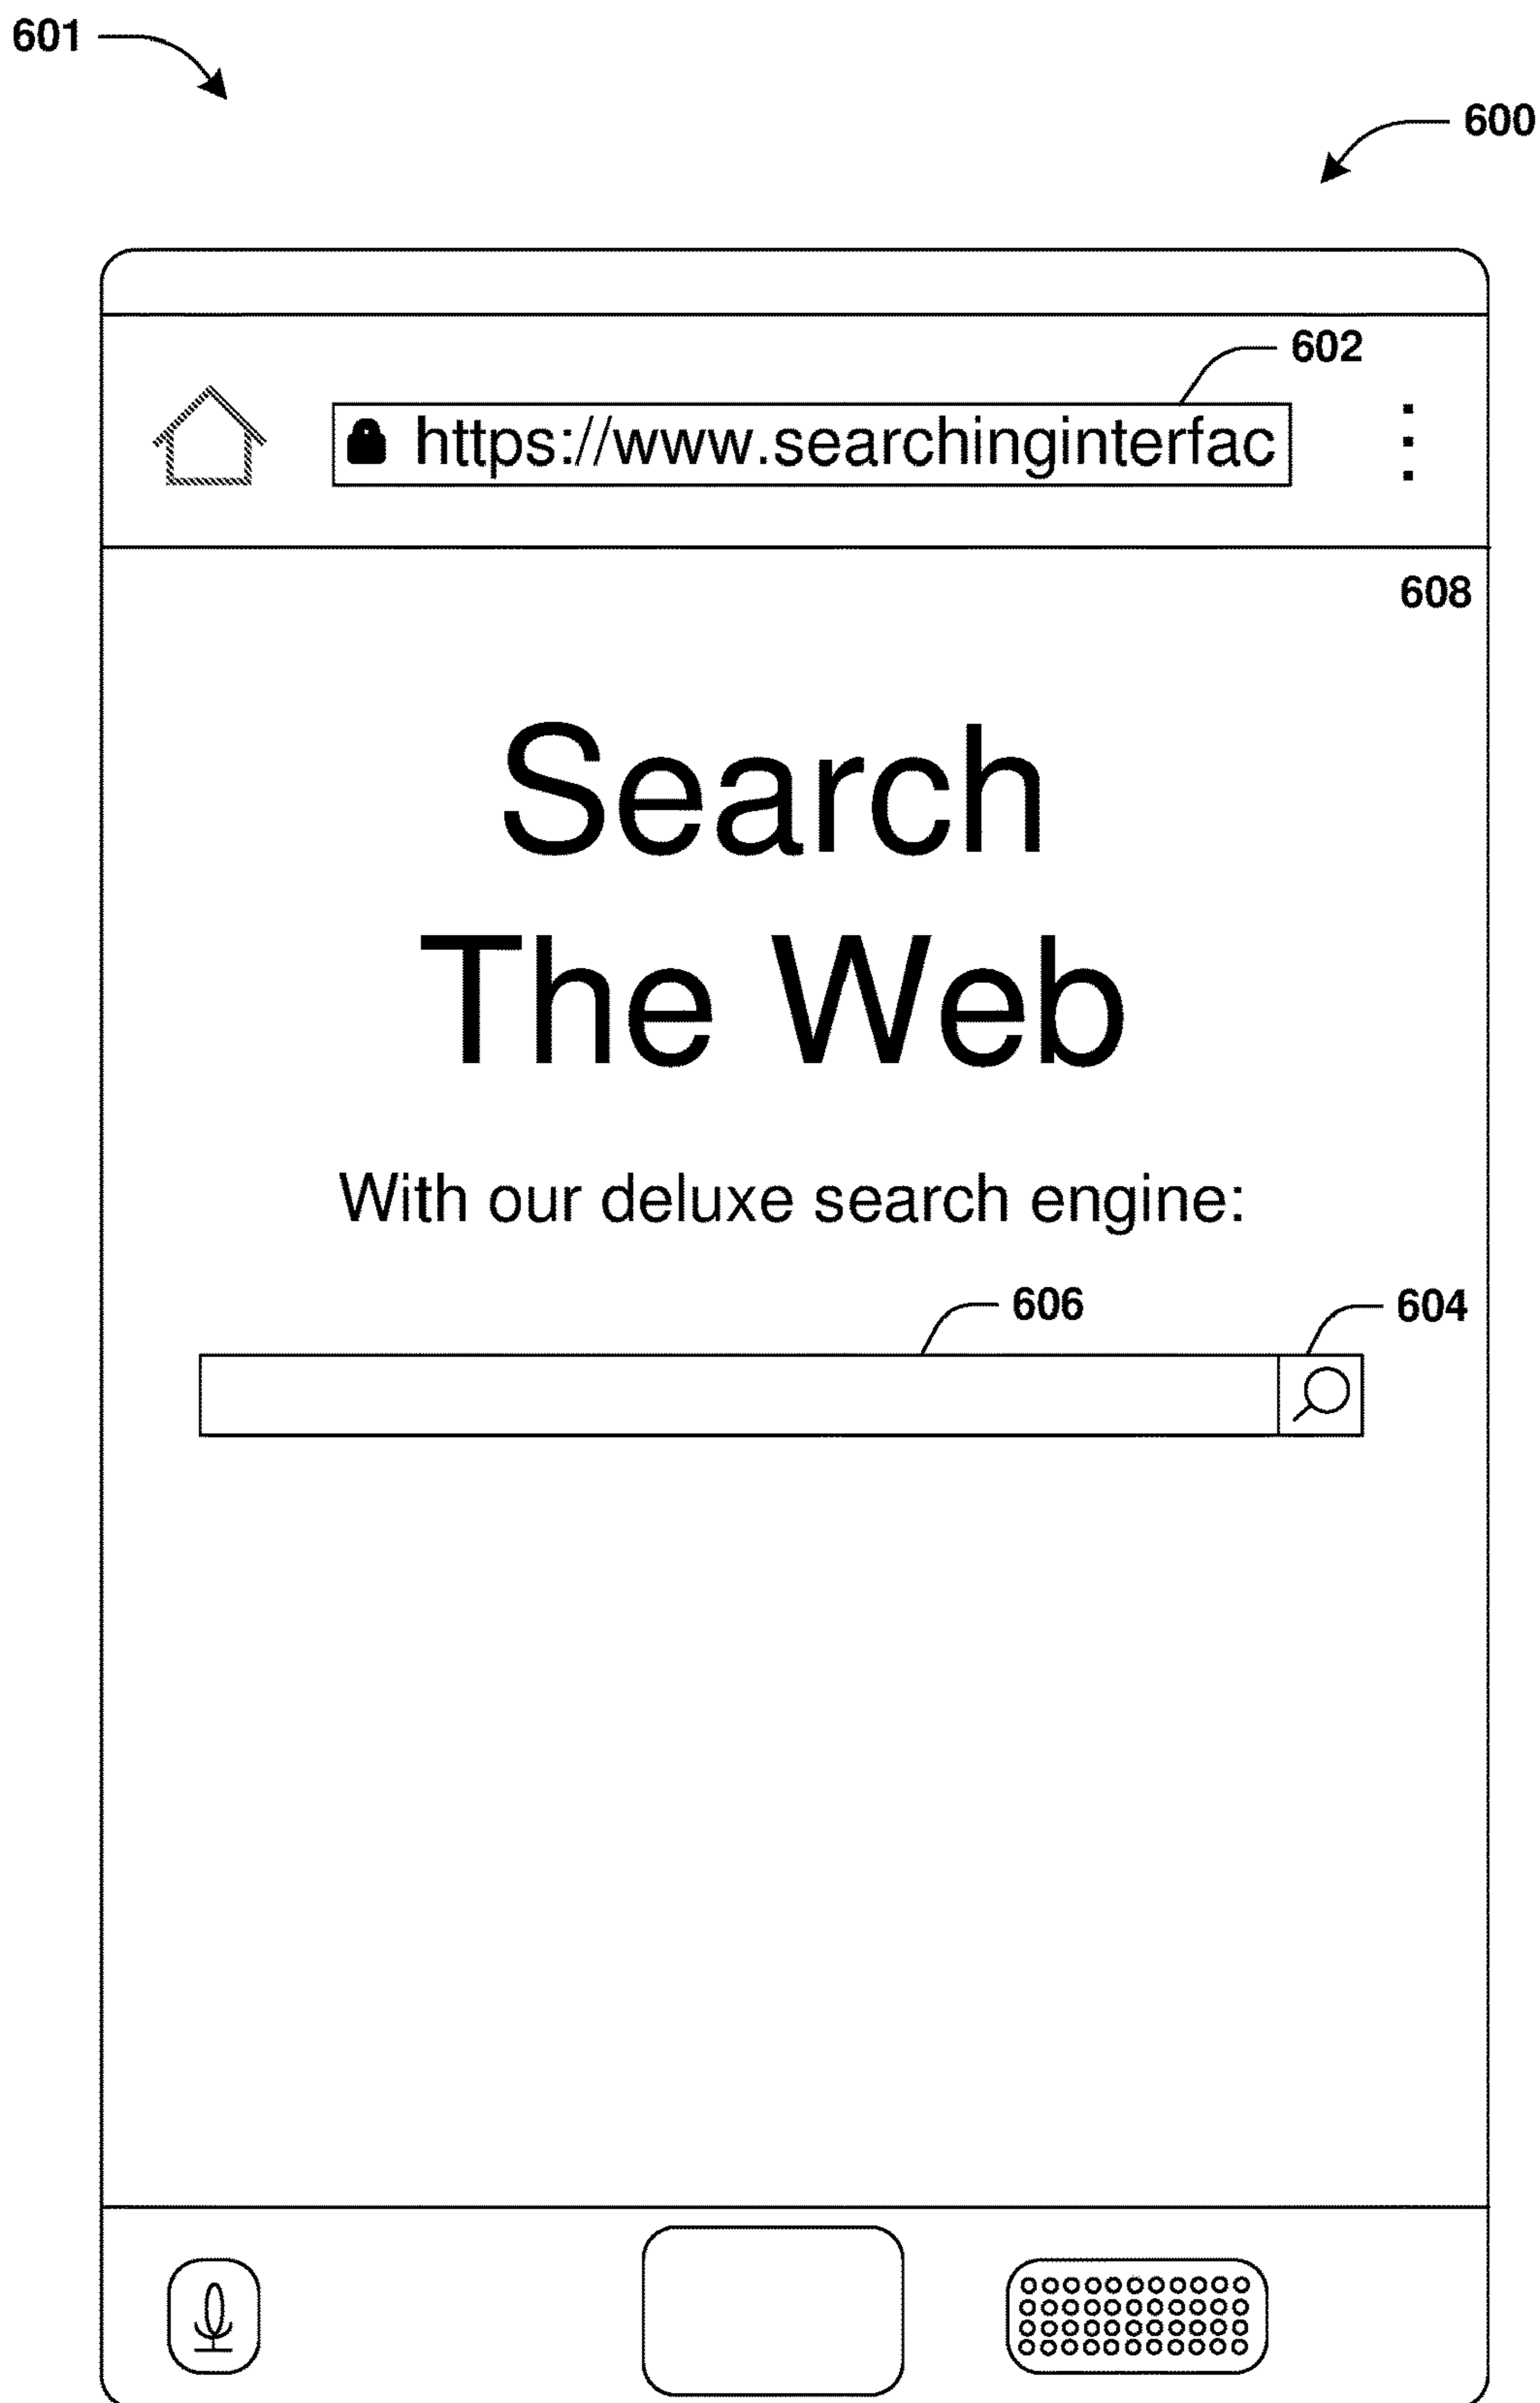 601
600
602
https://www.searchinginterfac
608
Search
The Web
With our deluxe search engine:
606
604